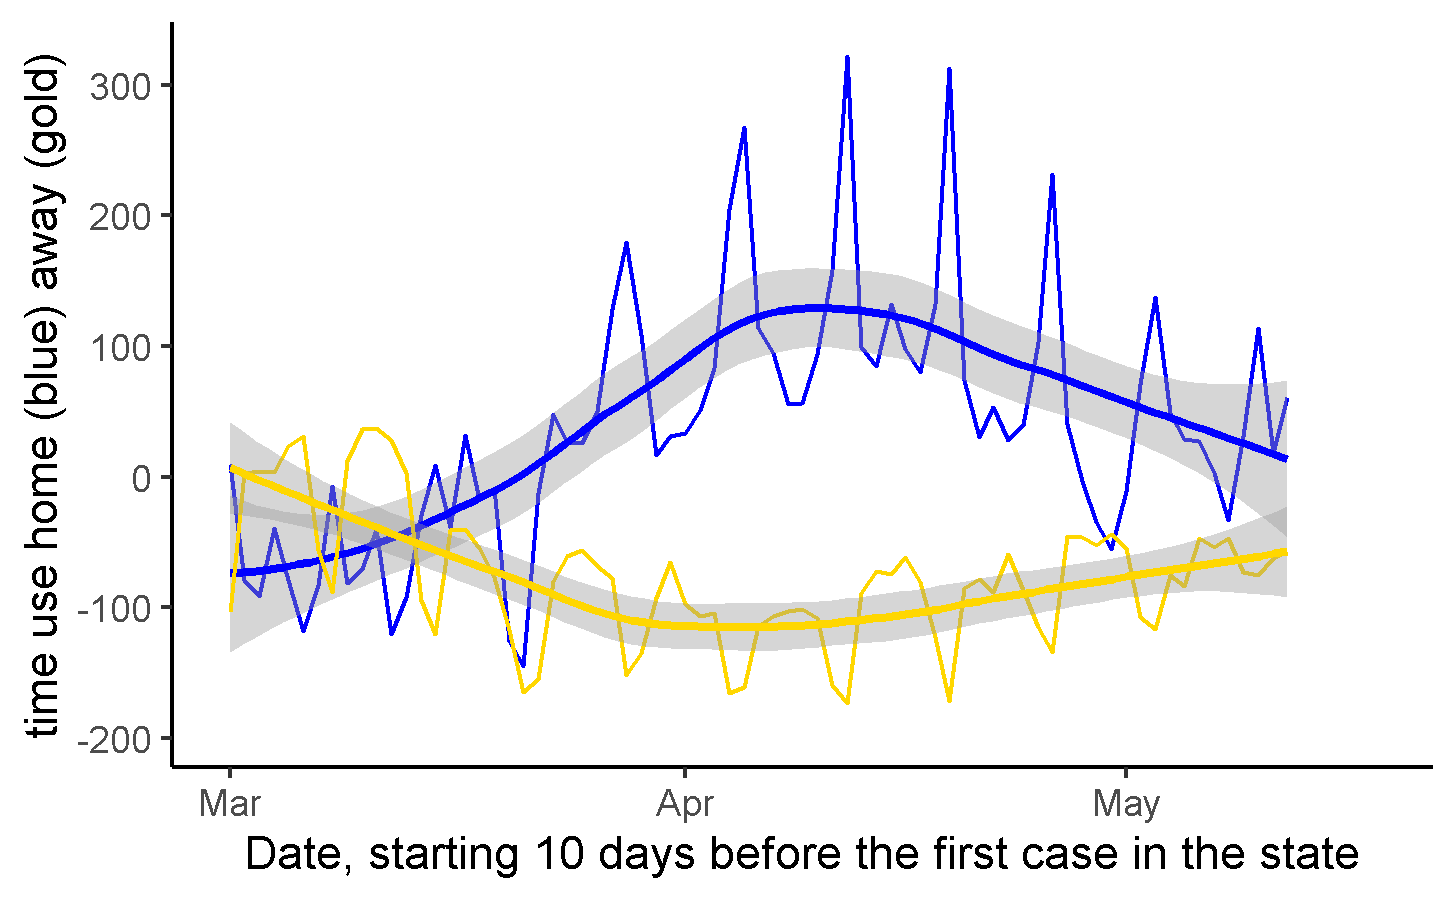 time use home (blue) away (gold)
300
200
100
0
-100
-200
Mar
Apr
May
Date, starting 10 days before the first case in the state